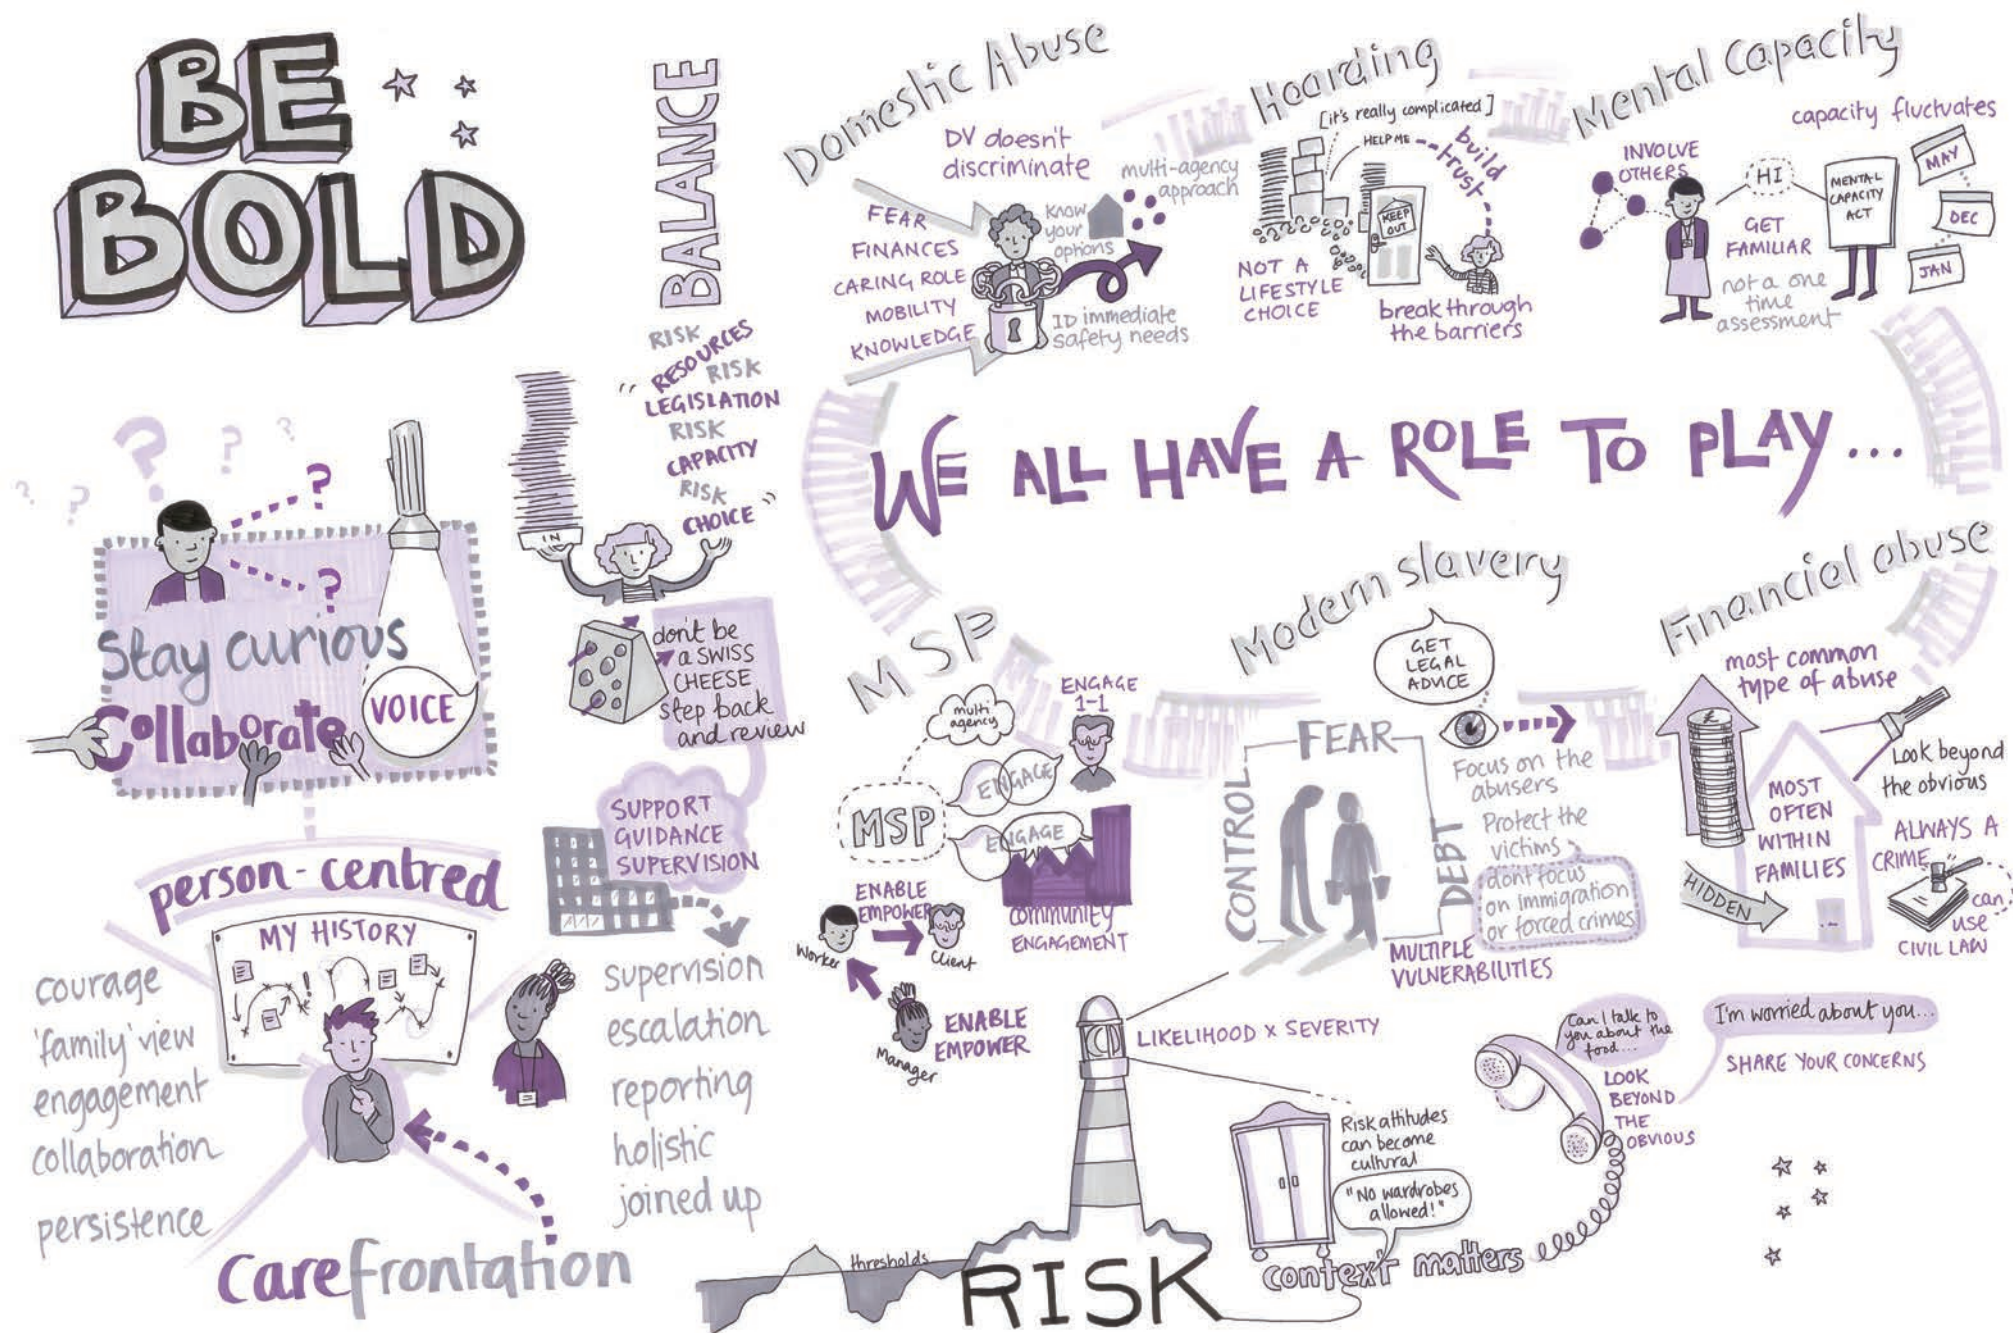 BE
BOLD
BALANCE
RISK
"RESOURCES
RISK
LEGISLATION
RISK
CAPACITY
RISK
CHOICE"
IN
don't be
a SWISS
CHEESE
step back
and review
SUPPORT
GUIDANCE
SUPERVISION
supervision
escalation
reporting
holistic
joined up
? ? ? ? ?
?
?
Stay curious
Collaborate
VOICE
person-centred
MY HISTORY
!
courage
'family' view
engagement
collaboration
persistence
carefrontation
Domestic Abuse
DV doesn't
discriminate
FEAR
FINANCES
CARING ROLE
MOBILITY
KNOWLEDGE
Know
your
options
multi-agency
approach
ID immediate
safety needs
Hoarding
[it's really complicated]
HELP ME
build
trust
KEEP
OUT
NOT A
LIFESTYLE
CHOICE
break through
the barriers
Mental Capacity
capacity fluctuates
INVOLVE
OTHERS
HI
GET
FAMILIAR
not a one
time
assessment
MENTAL
CAPACITY
ACT
MAY
DEC
JAN
WE ALL HAVE A ROLE TO PLAY...
MSP
multi
agency
ENGAGE
1-1
ENGAGE
MSP
ENGAGE
community
ENGAGEMENT
ENABLE
EMPOWER
Worker
Client
Manager
ENABLE
EMPOWER
Modern slavery
GET
LEGAL
ADVICE
FEAR
CONTROL
DEBT
Focus on the
abusers
Protect the
victims
dont focus
on immigration
or forced crimes
MULTIPLE
VULNERABILITIES
Financial abuse
most common
type of abuse
£
Look beyond
the obvious
MOST
OFTEN
WITHIN
FAMILIES
HIDDEN
ALWAYS A
CRIME
can
use
CIVIL LAW
LIKELIHOOD X SEVERITY
thresholds
RISK
Risk attitudes
can become
cultural
"No wardrobes
allowed!"
context matters
Can I talk to
you about the
food...
LOOK
BEYOND
THE
OBVIOUS
I'm worried about you...
SHARE YOUR CONCERNS